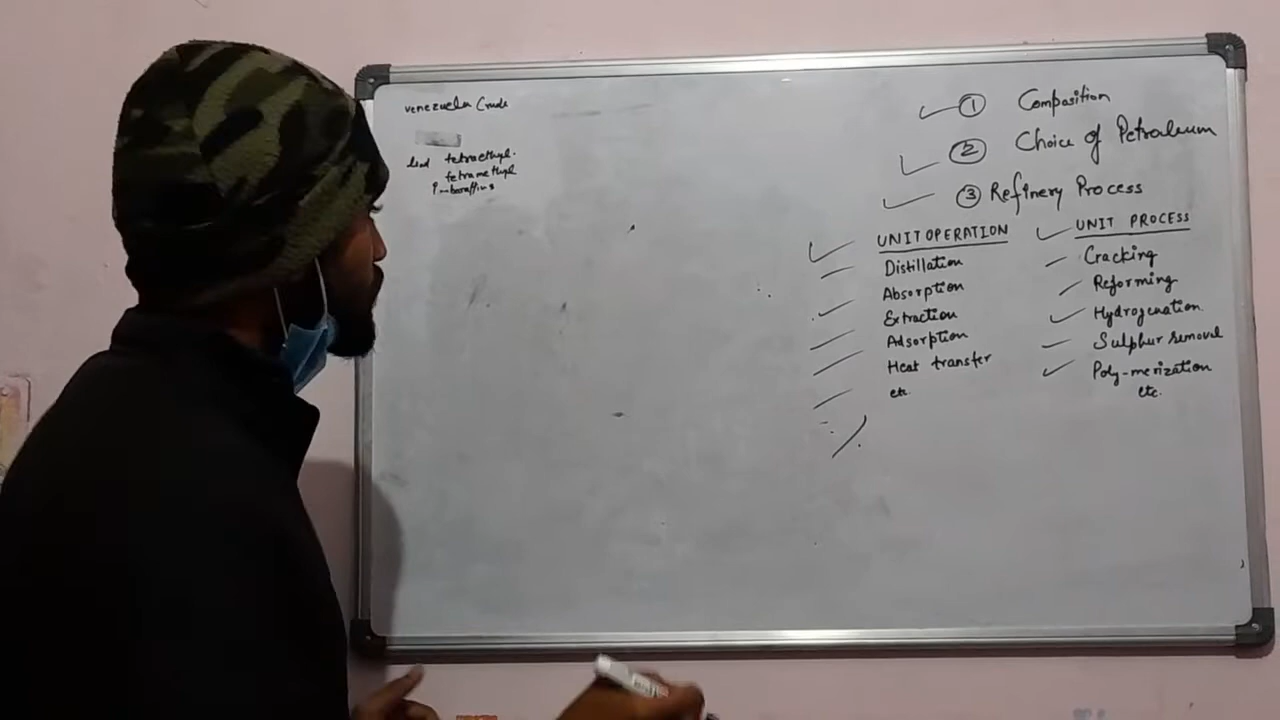 venezuela Crude
lead tetraethyl.
tetramethyl
① Composition
② Choice of Petroleum
③ Refinery Process
UNIT OPERATION
Distillation
Absorption
Extraction
Adsorption
Heat transfer
etc.
UNIT PROCESS
Cracking
Reforming
Hydrogenation
Sulphur removal
Poly-merization
etc.